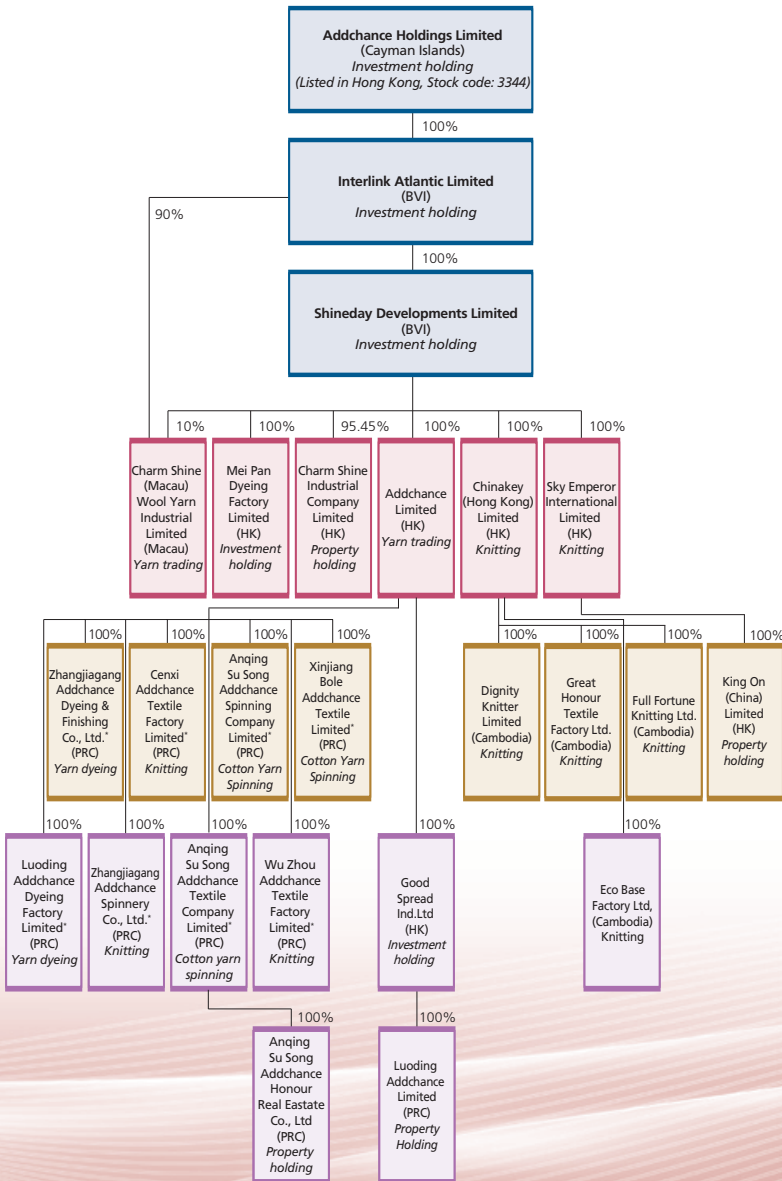 Addchance Holdings Limited
(Cayman Islands)
Investment holding
(Listed in Hong Kong, Stock code: 3344)
100%
Interlink Atlantic Limited
(BVI)
Investment holding
90%
100%
Shineday Developments Limited
(BVI)
Investment holding
10%
100%
95.45%
100%
100%
100%
Charm Shine
(Macau)
Wool Yarn
Industrial
Limited
(Macau)
Yarn trading
Mei Pan
Dyeing
Factory
Limited
(HK)
Investment
holding
Charm Shine
Industrial
Company
Limited
(HK)
Property
holding
Addchance
Limited
(HK)
Yarn trading
Chinakey
(Hong Kong)
Limited
(HK)
Knitting
Sky Emperor
International
Limited
(HK)
Knitting
100%
100%
100%
100%
100%
100%
100%
100%
Zhangjiagang
Addchance
Dyeing &
Finishing
Co., Ltd.*
(PRC)
Yarn dyeing
Cenxi
Addchance
Textile
Factory
Limited*
(PRC)
Knitting
Anqing
Su Song
Addchance
Spinning
Company
Limited*
(PRC)
Cotton Yarn
Spinning
Xinjiang
Bole
Addchance
Textile
Limited*
(PRC)
Cotton Yarn
Spinning
Dignity
Knitter
Limited
(Cambodia)
Knitting
Great
Honour
Textile
Factory Ltd.
(Cambodia)
Knitting
Full Fortune
Knitting Ltd.
(Cambodia)
Knitting
King On
(China)
Limited
(HK)
Property
holding
100%
100%
100%
100%
100%
100%
Luoding
Addchance
Dyeing
Factory
Limited*
(PRC)
Yarn dyeing
Zhangjiagang
Addchance
Spinnery
Co., Ltd.*
(PRC)
Knitting
Anqing
Su Song
Addchance
Textile
Company
Limited*
(PRC)
Cotton yarn
spinning
Wu Zhou
Addchance
Textile
Factory
Limited*
(PRC)
Knitting
Good
Spread
Ind.Ltd
(HK)
Investment
holding
Eco Base
Factory Ltd,
(Cambodia)
Knitting
100%
100%
Anqing
Su Song
Addchance
Honour
Real Eastate
Co., Ltd
(PRC)
Property
holding
Luoding
Addchance
Limited
(PRC)
Property
Holding